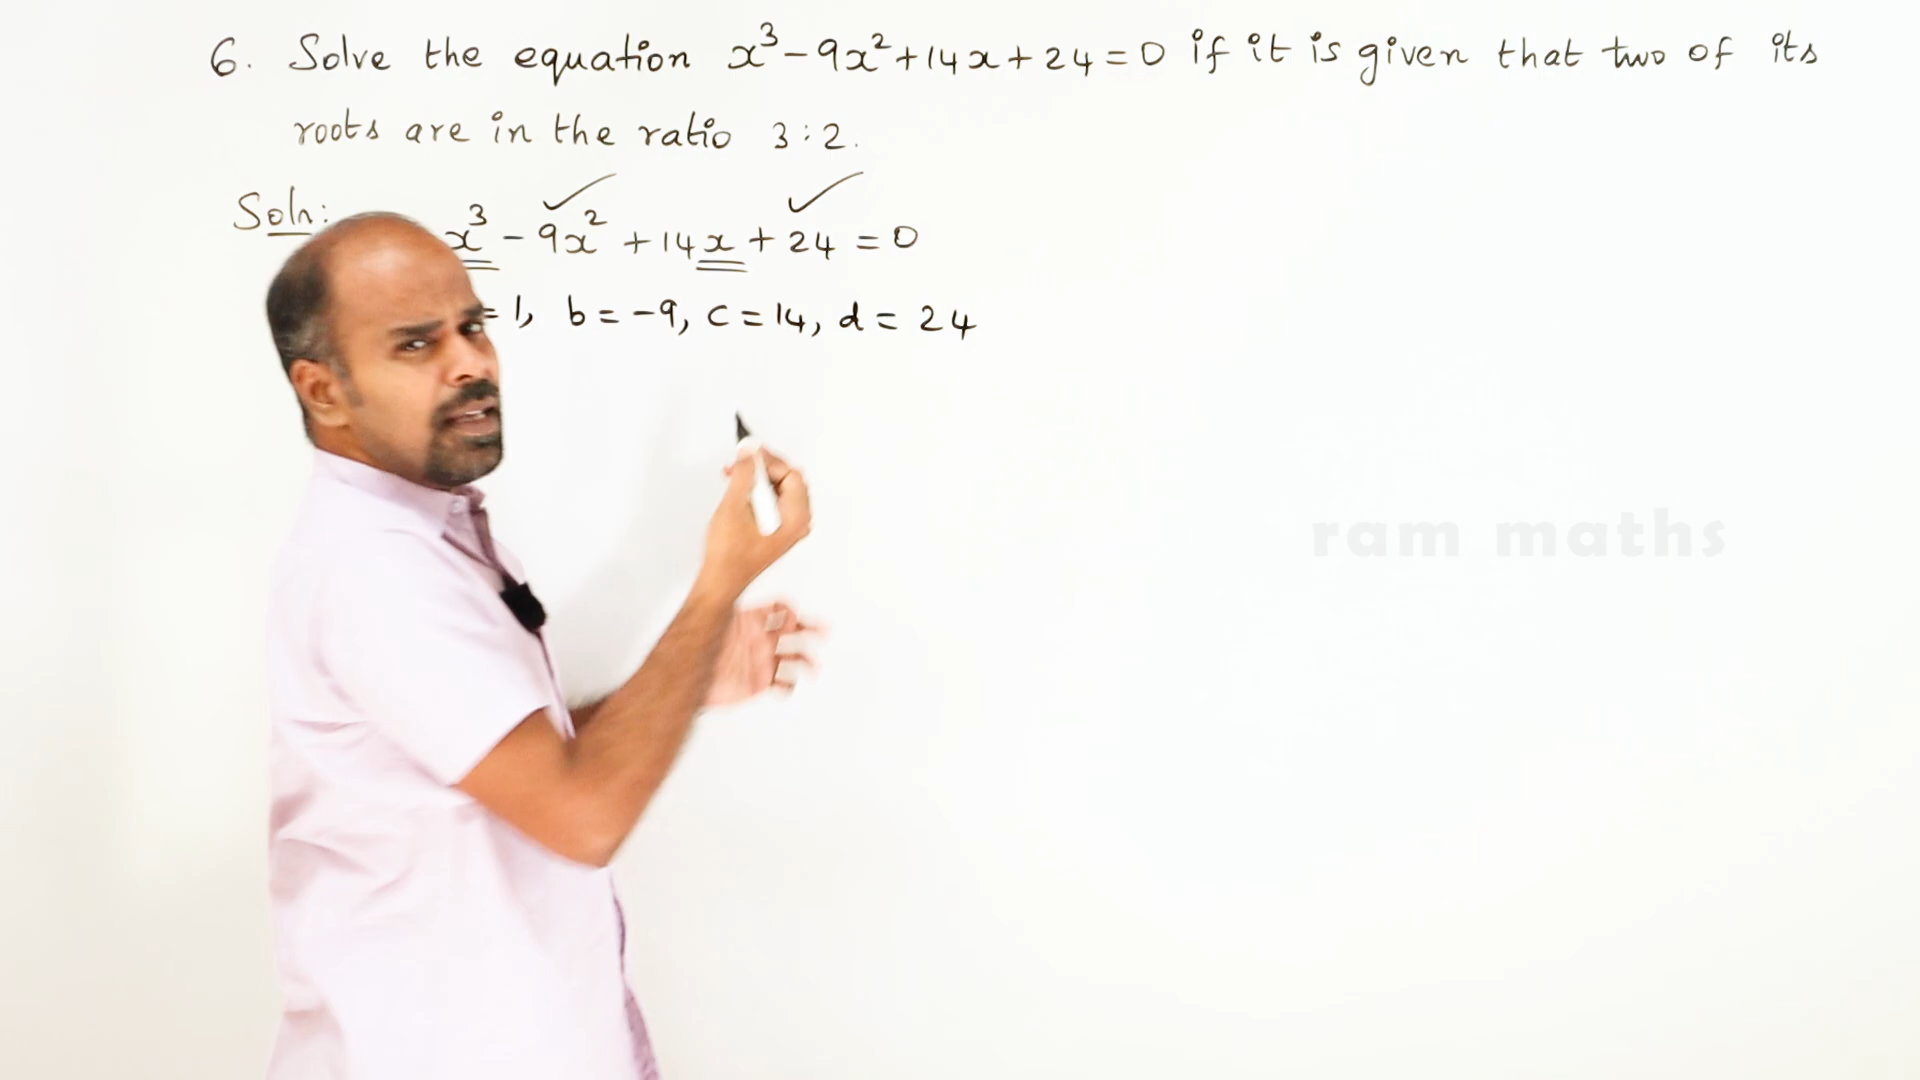 6. Solve the equation x³-9x²+14x+24=0 if it is given that two of its
roots are in the ratio 3:2.
Soln:
x³ - 9x² + 14x + 24 = 0
= 1, b = -9, c = 14, d = 24
ram maths